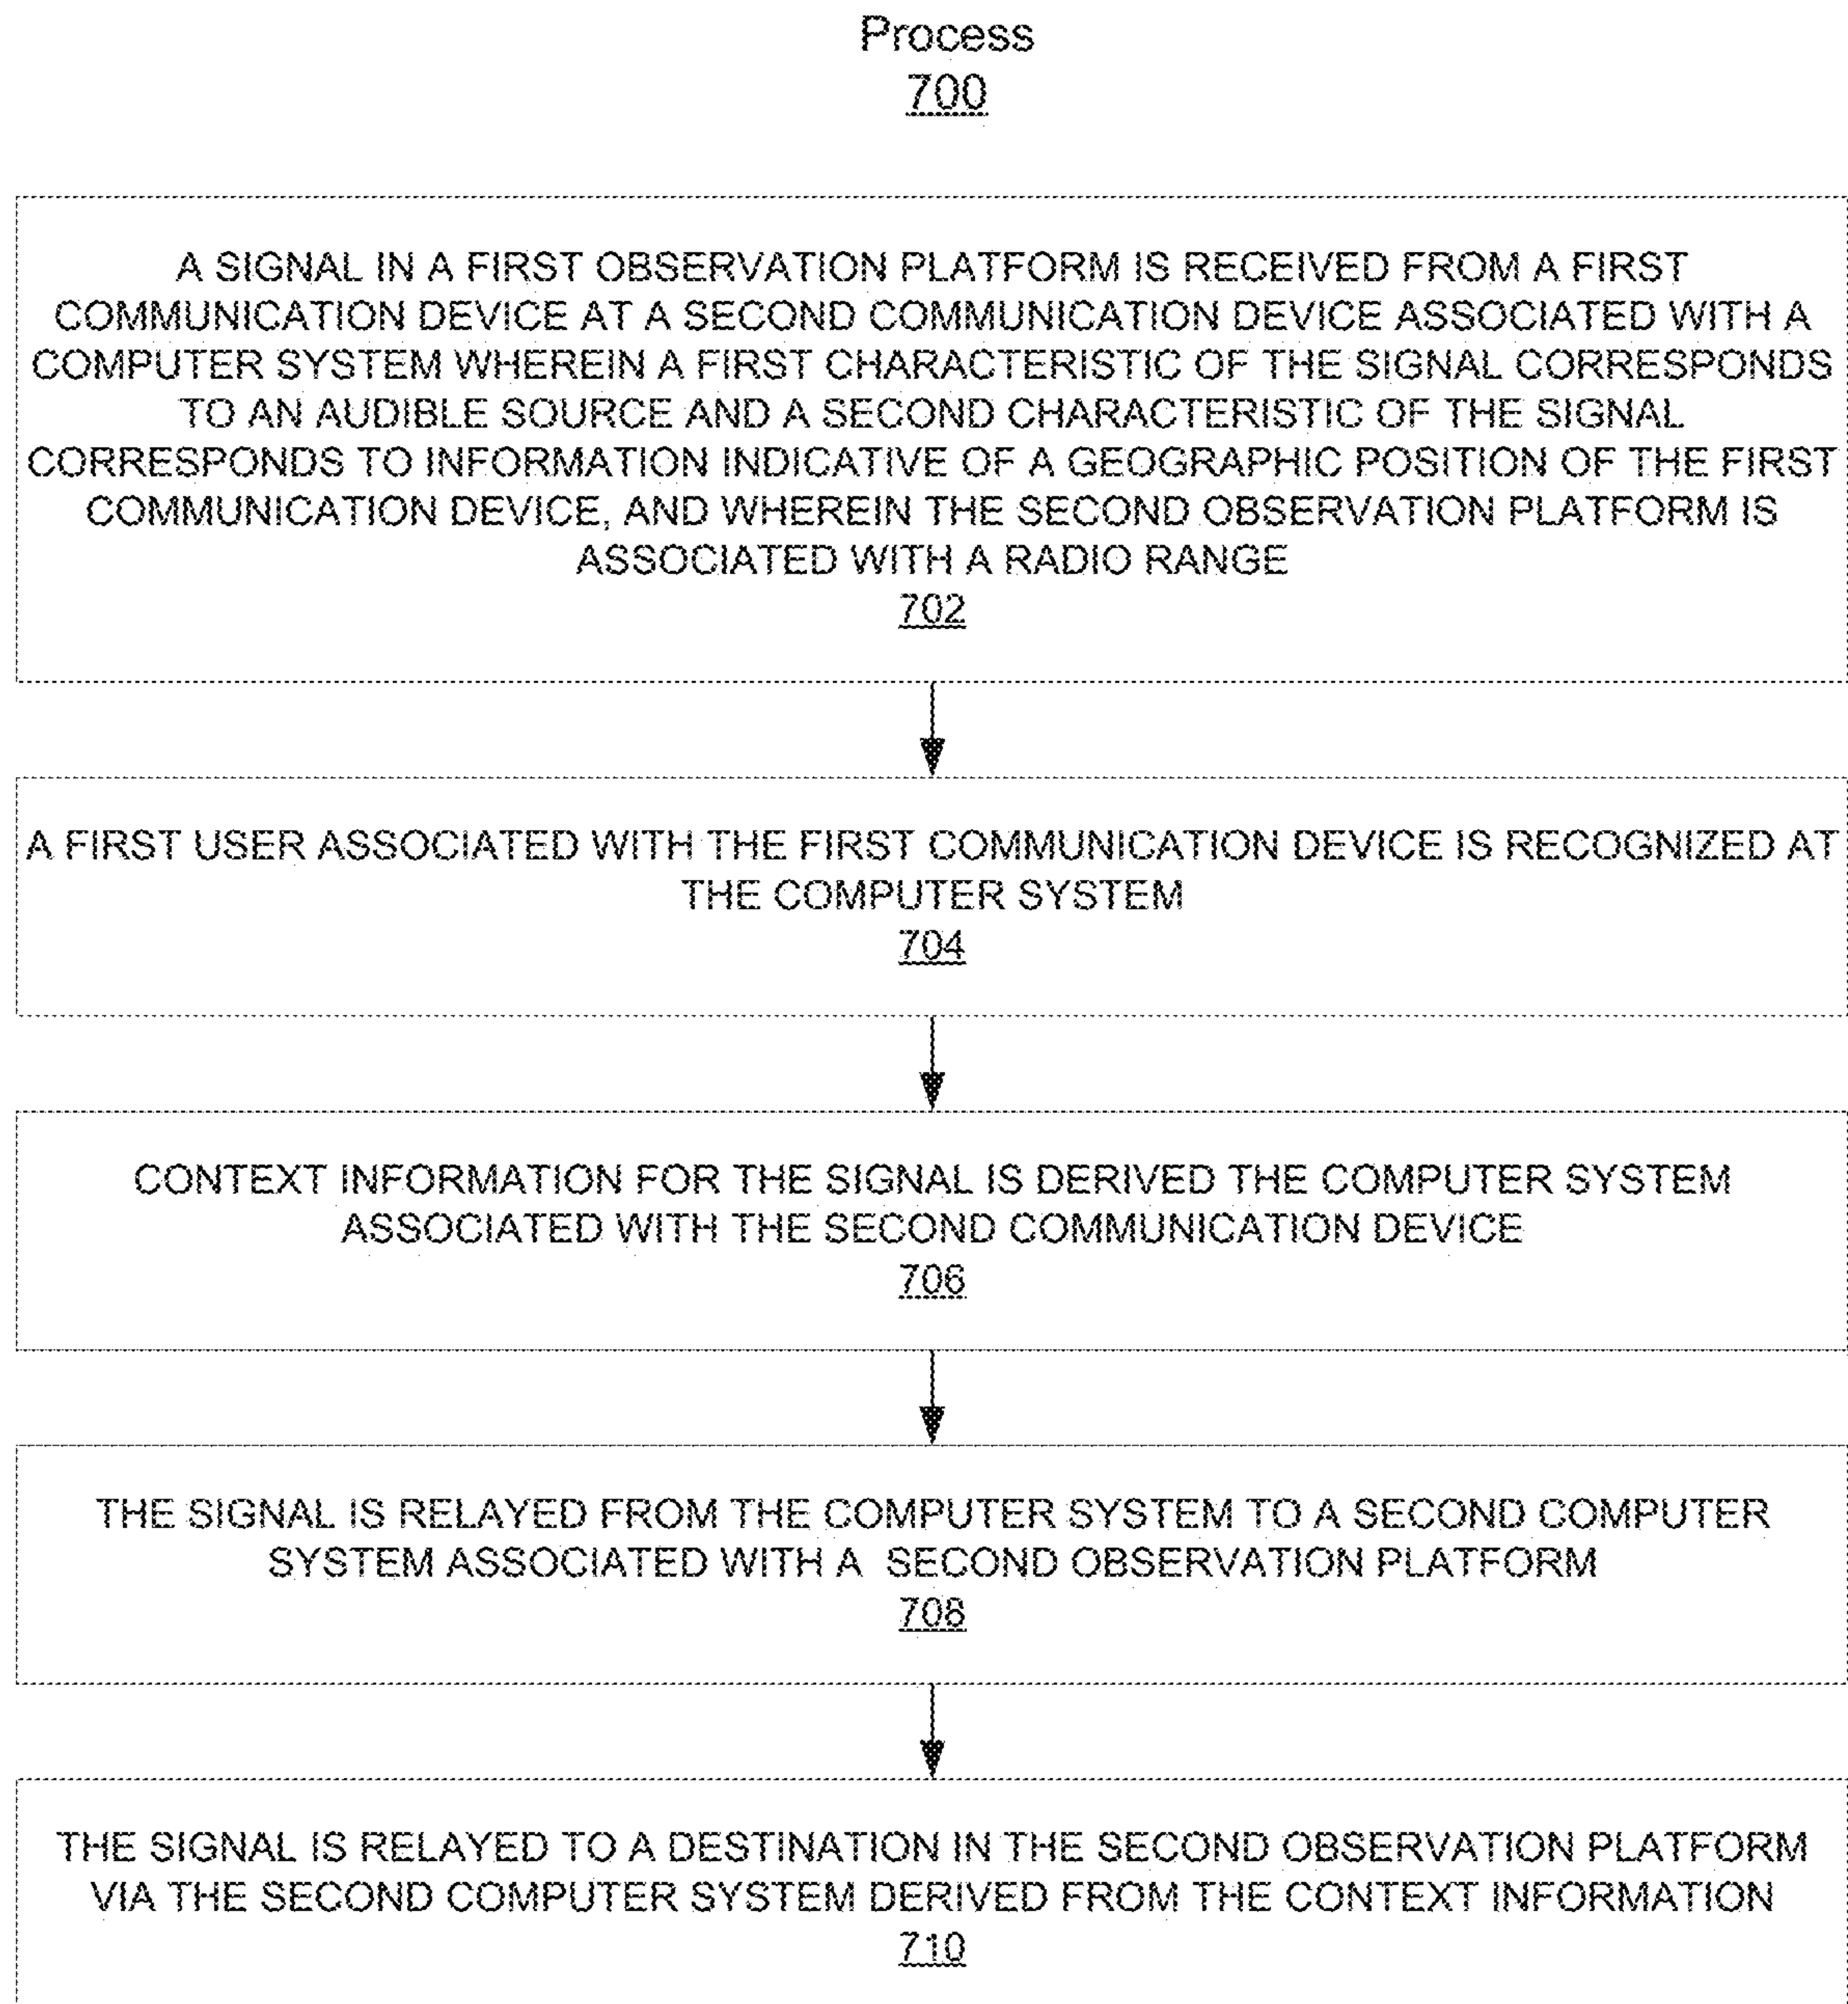 Process
700
A SIGNAL IN A FIRST OBSERVATION PLATFORM IS RECEIVED FROM A FIRST
COMMUNICATION DEVICE AT A SECOND COMMUNICATION DEVICE ASSOCIATED WITH A
COMPUTER SYSTEM WHEREIN A FIRST CHARACTERISTIC OF THE SIGNAL CORRESPONDS
TO AN AUDIBLE SOURCE AND A SECOND CHARACTERISTIC OF THE SIGNAL
CORRESPONDS TO INFORMATION INDICATIVE OF A GEOGRAPHIC POSITION OF THE FIRST
COMMUNICATION DEVICE, AND WHEREIN THE SECOND OBSERVATION PLATFORM IS
ASSOCIATED WITH A RADIO RANGE
702
A FIRST USER ASSOCIATED WITH THE FIRST COMMUNICATION DEVICE IS RECOGNIZED AT
THE COMPUTER SYSTEM
704
CONTEXT INFORMATION FOR THE SIGNAL IS DERIVED THE COMPUTER SYSTEM
ASSOCIATED WITH THE SECOND COMMUNICATION DEVICE
706
THE SIGNAL IS RELAYED FROM THE COMPUTER SYSTEM TO A SECOND COMPUTER
SYSTEM ASSOCIATED WITH A SECOND OBSERVATION PLATFORM
708
THE SIGNAL IS RELAYED TO A DESTINATION IN THE SECOND OBSERVATION PLATFORM
VIA THE SECOND COMPUTER SYSTEM DERIVED FROM THE CONTEXT INFORMATION
710